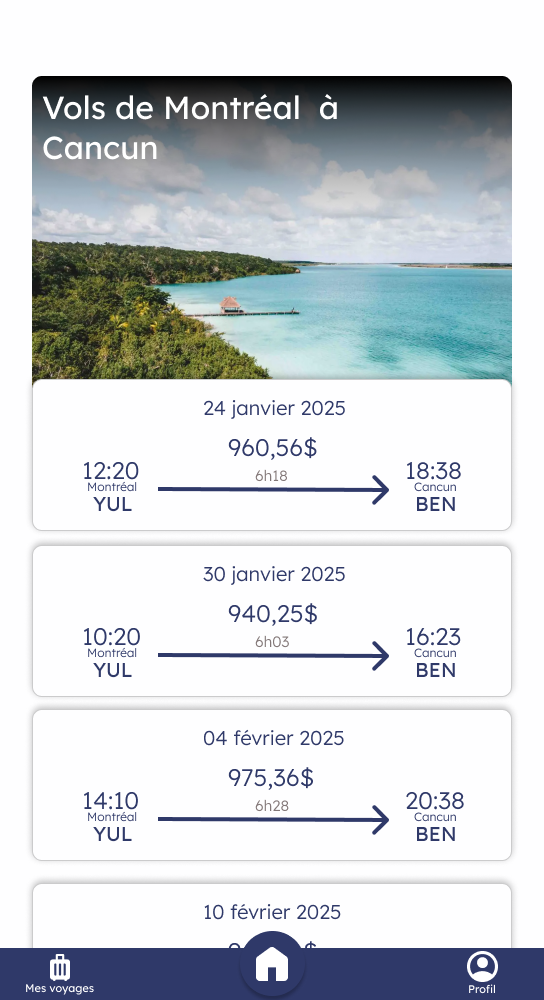 Vols de Montréal à
Cancun
24 janvier 2025
960,56$
6h18
12:20
Montréal
YUL
18:38
Cancun
BEN
30 janvier 2025
940,25$
6h03
10:20
Montréal
YUL
16:23
Cancun
BEN
04 février 2025
975,36$
6h28
14:10
Montréal
YUL
20:38
Cancun
BEN
10 février 2025
Mes voyages
Profil